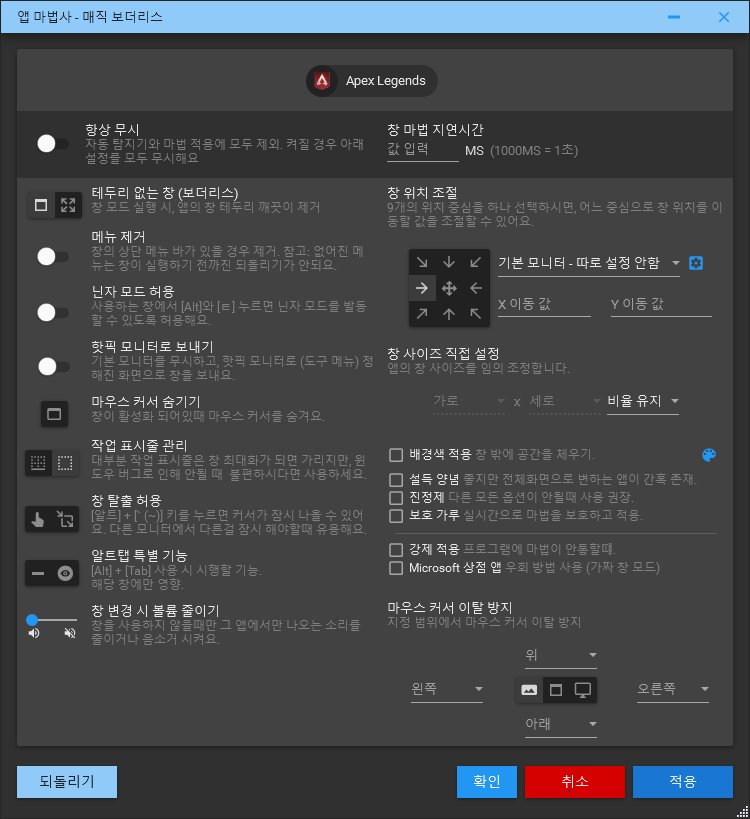 앱 마법사 - 매직 보더리스
Apex Legends
항상 무시
자동 탐지기와 마법 적용에 모두 제외. 켜질 경우 아래
설정를 모두 무시해요
창 마법 지연시간
값 입력 MS (1000MS = 1초)
테두리 없는 창 (보더리스)
창 모드 실행 시, 앱의 창 테두리 깨끗이 제거
메뉴 제거
창의 상단 메뉴 바가 있을 경우 제거. 참고: 없어진 메
뉴는 창이 실행하기 전까진 되돌리기가 안되요.
닌자 모드 허용
사용하는 창에서 [Alt]와 [ㅌ] 누르면 닌자 모드를 발동
할 수 있도록 허용해요.
핫픽 모니터로 보내기
기본 모니터를 무시하고, 핫픽 모니터로 (도구 메뉴) 정
해진 화면으로 창을 보내요.
마우스 커서 숨기기
창이 활성화 되어있때 마우스 커서를 숨겨요.
작업 표시줄 관리
대부분 작업 표시줄은 창 최대화가 되면 가리지만, 윈
도우 버그로 인해 안될 때 불편하시다면 사용하세요.
창 탈출 허용
[알트] + [` (~)] 키를 누르면 커서가 잠시 나올 수 있어
요. 다른 모니터에서 다른걸 잠시 해야할때 유용해요.
알트탭 특별 기능
[Alt] + [Tab] 사용 시 시행할 기능.
해당 창에만 영향.
창 변경 시 볼륨 줄이기
창을 사용하지 않을때만 그 앱에서만 나오는 소리를
줄이거나 음소거 시켜요.
창 위치 조절
9개의 위치 중심을 하나 선택하시면, 어느 중심으로 창 위치를 이
동할 값을 조절할 수 있어요.
기본 모니터 - 따로 설정 안함
X 이동 값 Y 이동 값
창 사이즈 직접 설정
앱의 창 사이즈를 임의 조정합니다.
가로 x 세로 비율 유지
배경색 적용 창 밖에 공간을 채우기.
설득 양념 좋지만 전체화면으로 변하는 앱이 간혹 존재.
진정제 다른 모든 옵션이 안될때 사용 권장.
보호 가루 실시간으로 마법을 보호하고 적용.
강제 적용 프로그램에 마법이 안통할때.
Microsoft 상점 앱 우회 방법 사용 (가짜 창 모드)
마우스 커서 이탈 방지
지정 범위에서 마우스 커서 이탈 방지
위
왼쪽 오른쪽
아래
되돌리기 확인 취소 적용